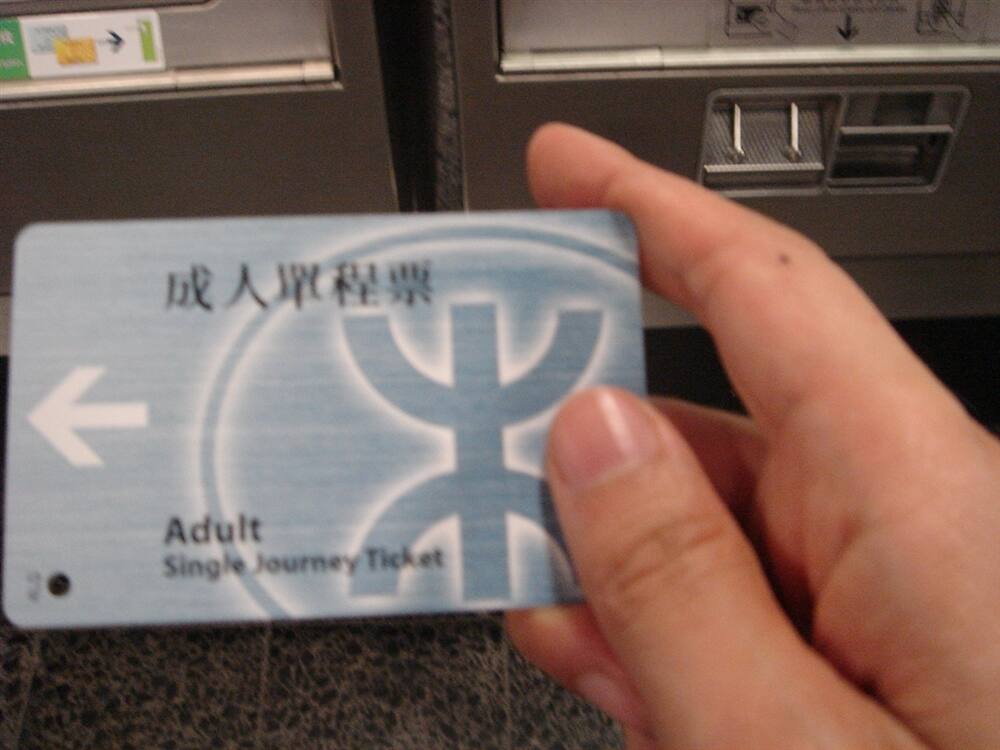 成人單程票
Adult
Single Journey Ticket